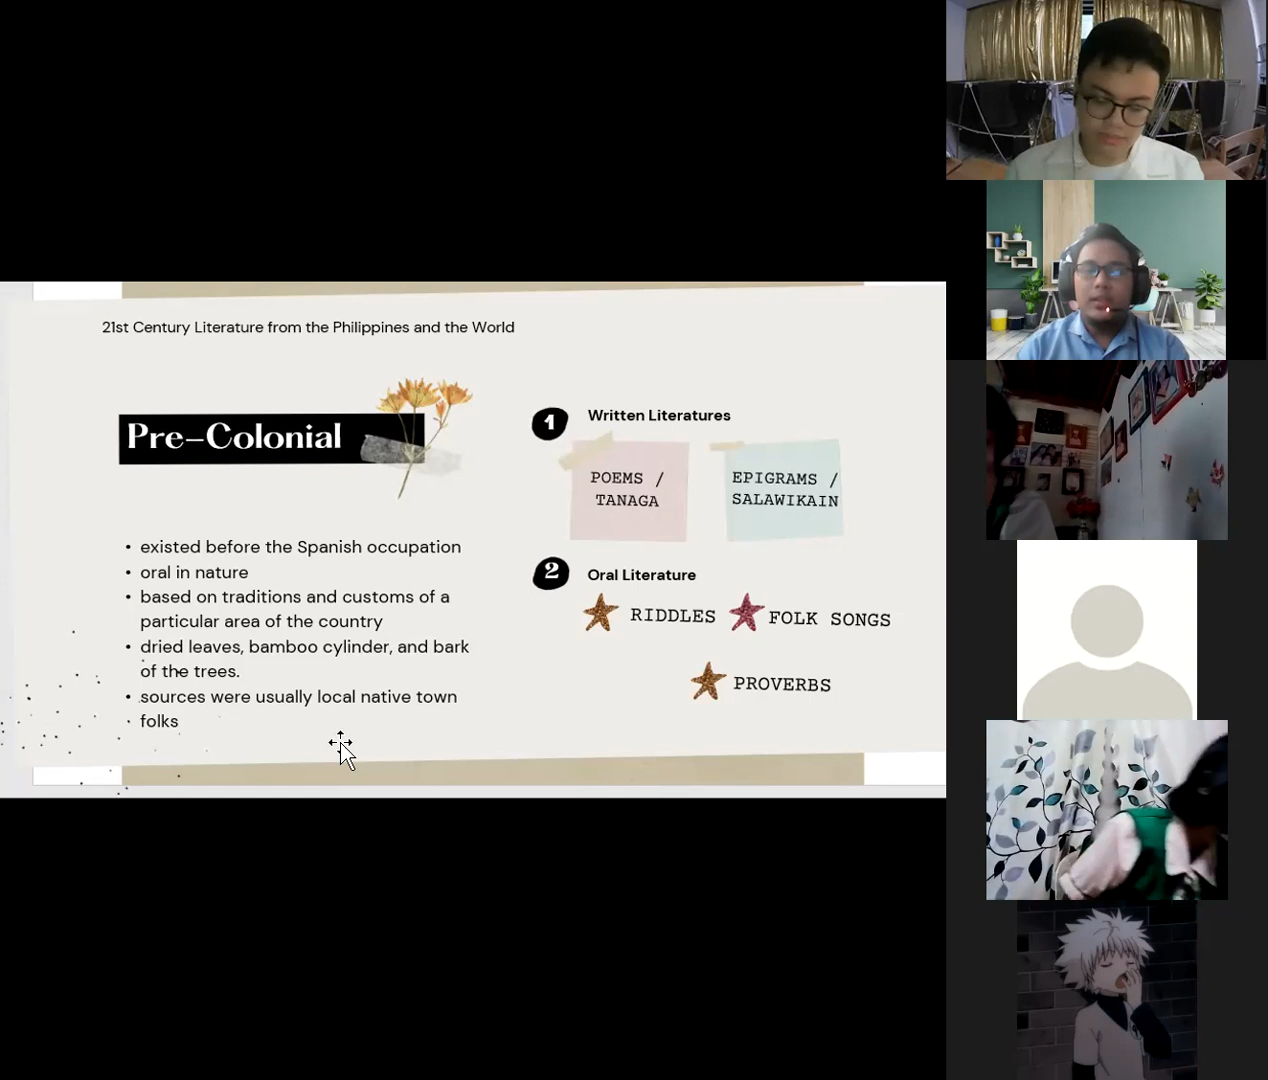 21st Century Literature from the Philippines and the World
Pre-Colonial
• existed before the Spanish occupation
• oral in nature
• based on traditions and customs of a
particular area of the country
• dried leaves, bamboo cylinder, and bark
of the trees.
• sources were usually local native town
• folks
1
Written Literatures
POEMS /
TANAGA
EPIGRAMS /
SALAWIKAIN
2
Oral Literature
RIDDLES
FOLK SONGS
PROVERBS